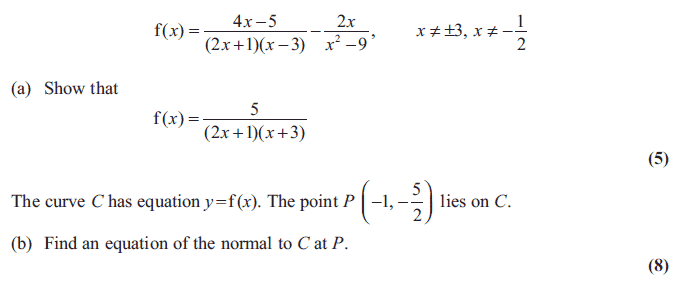 f(x) = (4x − 5)/((2x + 1)(x − 3)) − 2x/(x² − 9), x ≠ ±3, x ≠ −1/2
(a) Show that
f(x) = 5/((2x + 1)(x + 3))
(5)
The curve C has equation y=f(x). The point P (−1, −5/2) lies on C.
(b) Find an equation of the normal to C at P.
(8)